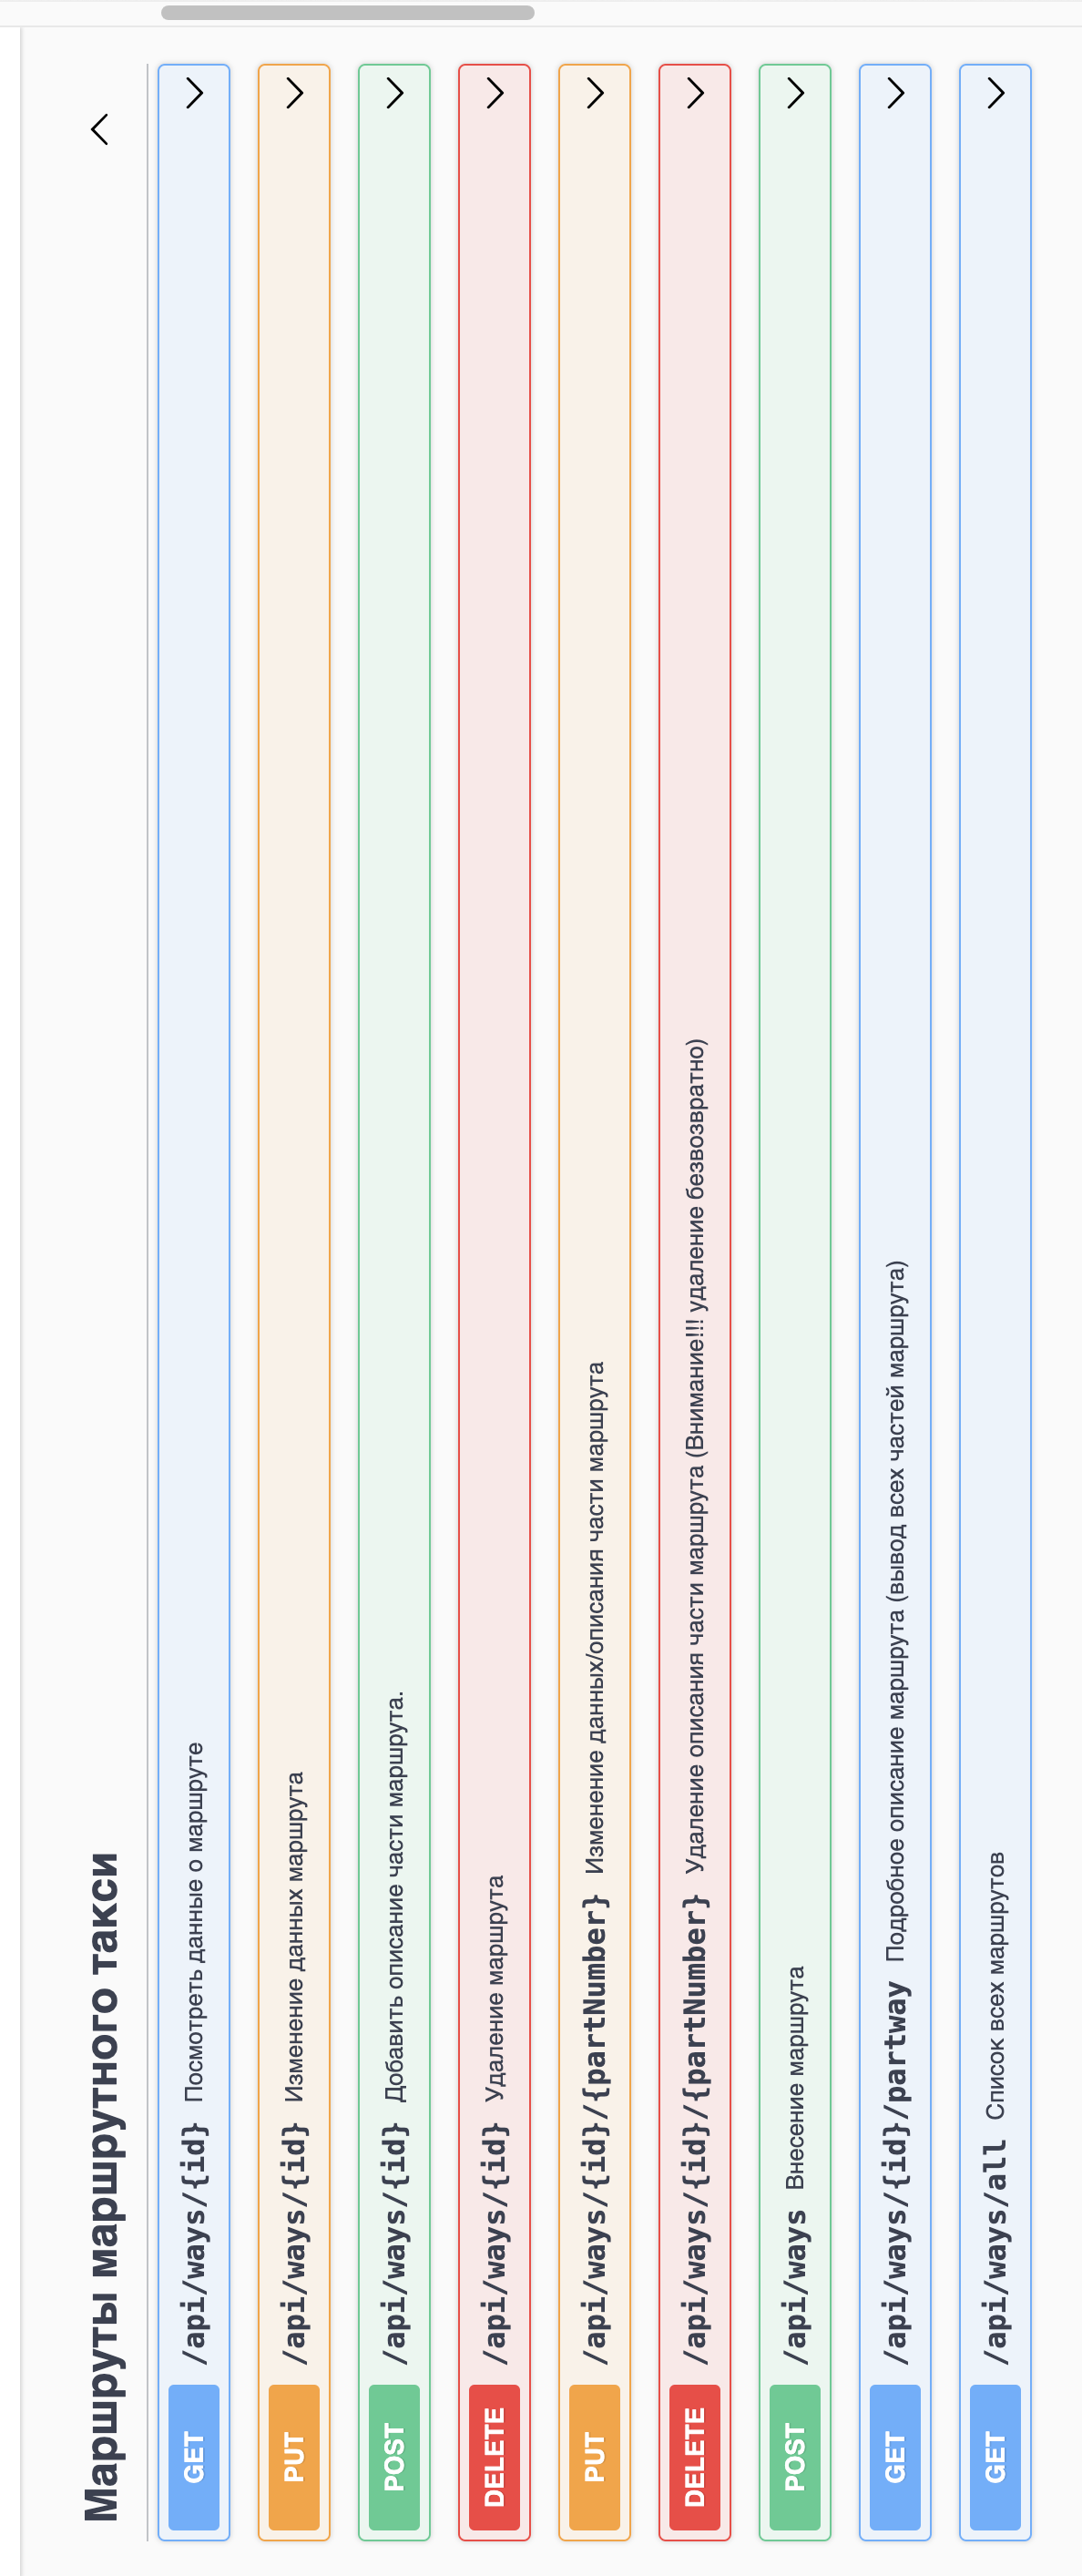 Маршруты маршрутного такси
GET /api/ways/{id} Посмотреть данные о маршруте
PUT /api/ways/{id} Изменение данных маршрута
POST /api/ways/{id} Добавить описание части маршрута.
DELETE /api/ways/{id} Удаление маршрута
PUT /api/ways/{id}/{partNumber} Изменение данных/описания части маршрута
DELETE /api/ways/{id}/{partNumber} Удаление описания части маршрута (Внимание!!! удаление безвозвратно)
POST /api/ways Внесение маршрута
GET /api/ways/{id}/partway Подробное описание маршрута (вывод всех частей маршрута)
GET /api/ways/all Список всех маршрутов